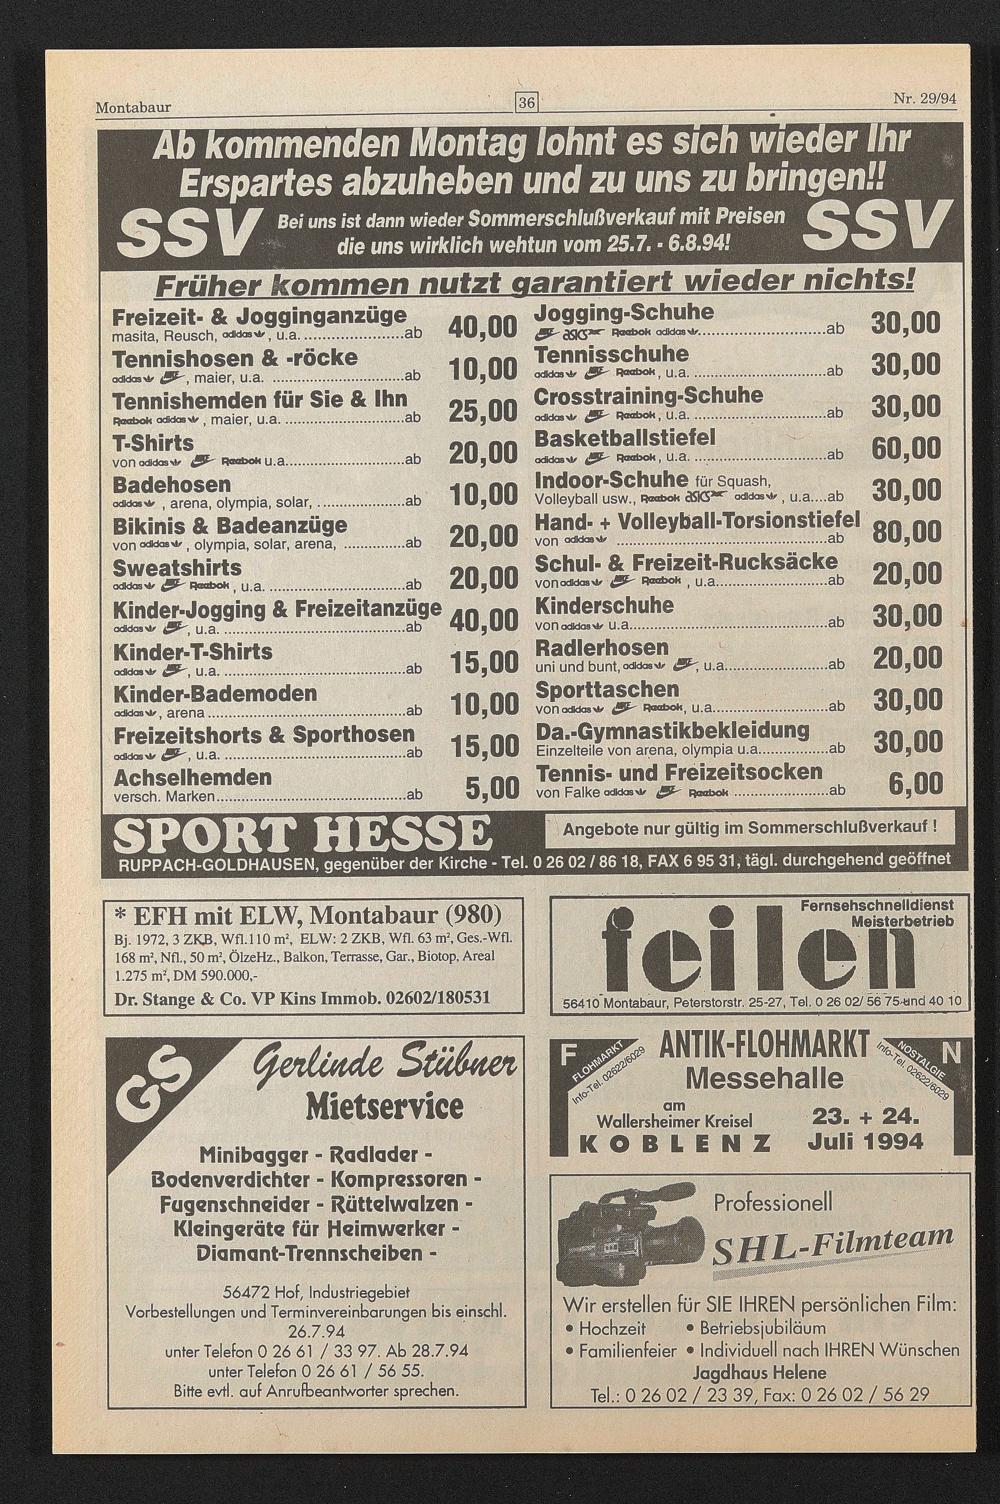 Montabaur
36
Nr. 29/94
Ab kommenden Montag lohnt es sich wieder Ihr
Erspartes abzuheben und zu uns zu bringen!!
SSV
Bei uns ist dann wieder Sommerschlußverkauf mit Preisen
die uns wirklich wehtun vom 25.7. - 6.8.94!
SSV
Früher kommen nutzt garantiert wieder nichts!
Freizeit- & Jogginganzüge
masita, Reusch, adidas, u.a. ........................ab 40,00
Tennishosen & -röcke
adidas NIKE, maier, u.a. ........................ab 10,00
Tennishemden für Sie & Ihn
Reebok adidas, maier, u.a. ........................ab 25,00
T-Shirts
von adidas NIKE Reebok u.a. ........................ab 20,00
Badehosen
adidas, arena, olympia, solar, ........................ab 10,00
Bikinis & Badeanzüge
von adidas, olympia, solar, arena, ..............ab 20,00
Sweatshirts
adidas NIKE Reebok, u.a. ........................ab 20,00
Kinder-Jogging & Freizeitanzüge
adidas NIKE, u.a. ........................ab 40,00
Kinder-T-Shirts
adidas NIKE, u.a. ........................ab 15,00
Kinder-Bademoden
adidas, arena ........................ab 10,00
Freizeitshorts & Sporthosen
adidas NIKE, u.a. ........................ab 15,00
Achselhemden
versch. Marken ........................ab 5,00
Jogging-Schuhe
NIKE asics Reebok adidas ........................ab 30,00
Tennisschuhe
adidas NIKE Reebok, u.a. ........................ab 30,00
Crosstraining-Schuhe
adidas NIKE Reebok, u.a. ........................ab 30,00
Basketballstiefel
adidas NIKE Reebok, u.a. ........................ab 60,00
Indoor-Schuhe für Squash,
Volleyball usw., Reebok asics adidas, u.a....ab 30,00
Hand- + Volleyball-Torsionstiefel
von adidas ........................ab 80,00
Schul- & Freizeit-Rucksäcke
von adidas NIKE Reebok, u.a. ........................ab 20,00
Kinderschuhe
von adidas u.a. ........................ab 30,00
Radlerhosen
uni und bunt, adidas NIKE, u.a. ........................ab 20,00
Sporttaschen
von adidas NIKE Reebok, u.a. ........................ab 30,00
Da.-Gymnastikbekleidung
Einzelteile von arena, olympia u.a. ..............ab 30,00
Tennis- und Freizeitsocken
von Falke adidas NIKE Reebok ..............ab 6,00
SPORT HESSE
Angebote nur gültig im Sommerschlußverkauf !
RUPPACH-GOLDHAUSEN, gegenüber der Kirche - Tel. 0 26 02 / 86 18, FAX 6 95 31, tägl. durchgehend geöffnet
* EFH mit ELW, Montabaur (980)
Bj. 1972, 3 ZKB, Wfl.110 m², ELW: 2 ZKB, Wfl. 63 m², Ges.-Wfl.
168 m², Nfl., 50 m², ÖlzeHz., Balkon, Terrasse, Gar., Biotop, Areal
1.275 m², DM 590.000,-
Dr. Stange & Co. VP Kins Immob. 02602/180531
Fernsehschnelldienst
Meisterbetrieb
feilen
56410 Montabaur, Peterstorstr. 25-27, Tel. 0 26 02/ 56 75 und 40 10
GS
Gerlinde Stübner
Mietservice
Minibagger - Radlader -
Bodenverdichter - Kompressoren -
Fugenschneider - Rüttelwalzen -
Kleingeräte für Heimwerker -
Diamant-Trennscheiben -
56472 Hof, Industriegebiet
Vorbestellungen und Terminvereinbarungen bis einschl.
26.7.94
unter Telefon 0 26 61 / 33 97. Ab 28.7.94
unter Telefon 0 26 61 / 56 55.
Bitte evtl. auf Anrufbeantworter sprechen.
F
FLOHMARKT
Info-Tel. 02622/6029
ANTIK-FLOHMARKT
Messehalle
am
Wallersheimer Kreisel
KOBLENZ
23. + 24.
Juli 1994
N
NOSTALGIE
Info-Tel. 02622/6029
Professionell
SHL-Filmteam
Wir erstellen für SIE IHREN persönlichen Film:
• Hochzeit • Betriebsjubiläum
• Familienfeier • Individuell nach IHREN Wünschen
Jagdhaus Helene
Tel.: 0 26 02 / 23 39, Fax: 0 26 02 / 56 29